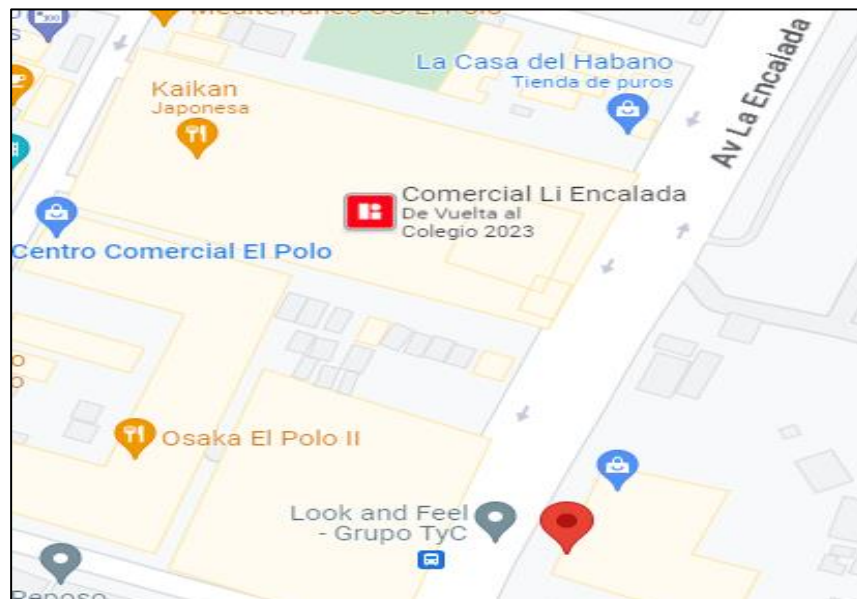 La Casa del Habano
Tienda de puros
Kaikan
Japonesa
Av La Encalada
Comercial Li Encalada
De Vuelta al
Colegio 2023
Centro Comercial El Polo
Osaka El Polo II
Look and Feel
- Grupo TyC